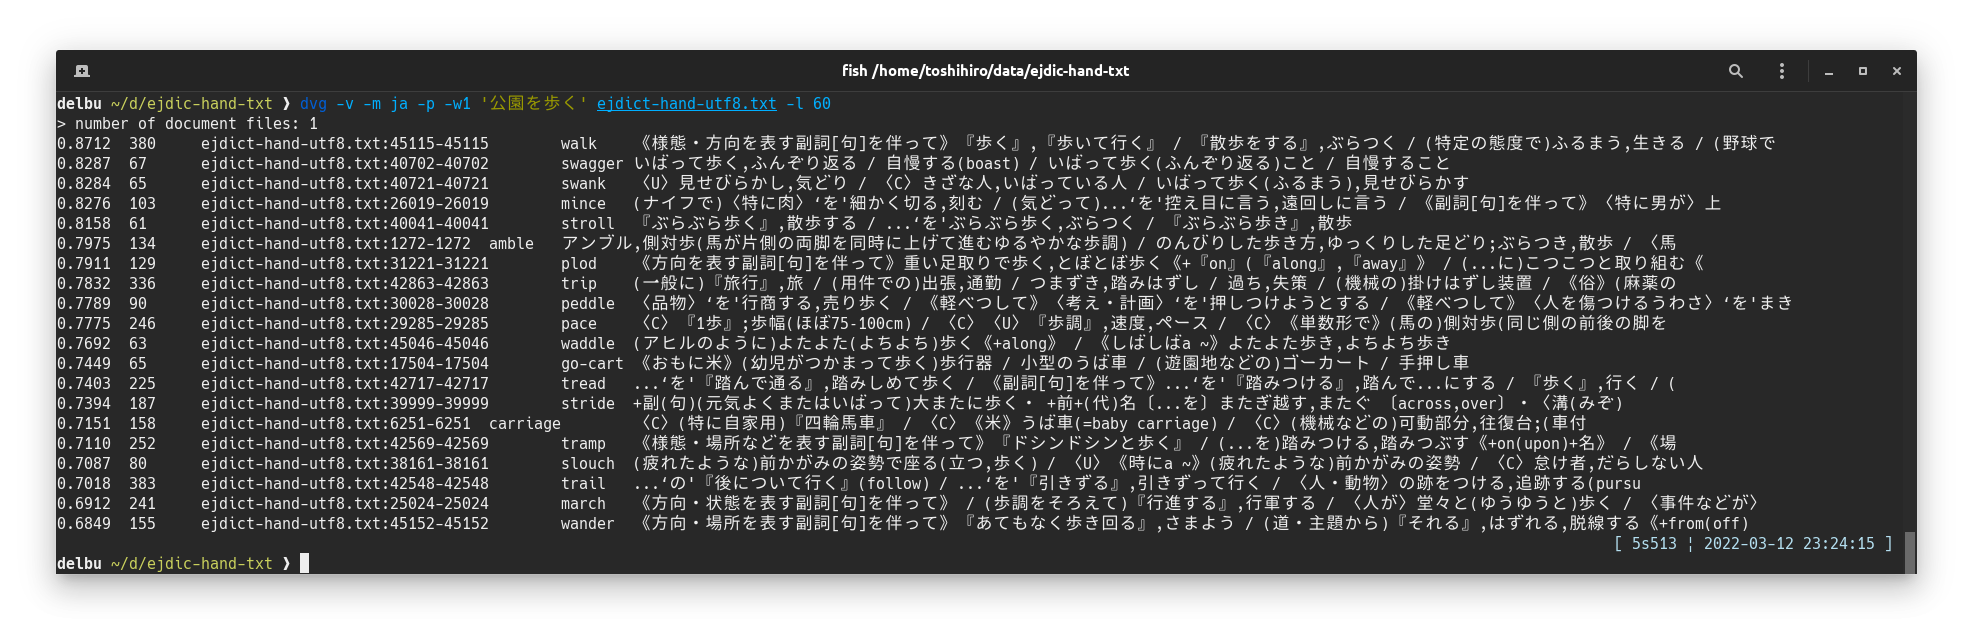 fish /home/toshihiro/data/ejdic-hand-txt
delbu ~/d/ejdic-hand-txt ❱ dvg -v -m ja -p -w1 '公園を歩く' ejdict-hand-utf8.txt -l 60
> number of document files: 1
0.8712 380 ejdict-hand-utf8.txt:45115-45115 walk 《様態・方向を表す副詞[句]を伴って》『歩く』,『歩いて行く』 / 『散歩をする』,ぶらつく / (特定の態度で)ふるまう,生きる / (野球で
0.8287 67 ejdict-hand-utf8.txt:40702-40702 swagger いばって歩く,ふんぞり返る / 自慢する(boast) / いばって歩く(ふんぞり返る)こと / 自慢すること
0.8284 65 ejdict-hand-utf8.txt:40721-40721 swank 〈U〉見せびらかし,気どり / 〈C〉きざな人,いばっている人 / いばって歩く(ふるまう),見せびらかす
0.8276 103 ejdict-hand-utf8.txt:26019-26019 mince (ナイフで)〈特に肉〉‘を'細かく切る,刻む / (気どって)...‘を'控え目に言う,遠回しに言う / 《副詞[句]を伴って》〈特に男が〉上
0.8158 61 ejdict-hand-utf8.txt:40041-40041 stroll 『ぶらぶら歩く』,散歩する / ...‘を'ぶらぶら歩く,ぶらつく / 『ぶらぶら歩き』,散歩
0.7975 134 ejdict-hand-utf8.txt:1272-1272 amble アンブル,側対歩(馬が片側の両脚を同時に上げて進むゆるやかな歩調) / のんびりした歩き方,ゆっくりした足どり;ぶらつき,散歩 / 〈馬
0.7911 129 ejdict-hand-utf8.txt:31221-31221 plod 《方向を表す副詞[句]を伴って》重い足取りで歩く,とぼとぼ歩く《+『on』(『along』,『away』》 / (...に)こつこつと取り組む《
0.7832 336 ejdict-hand-utf8.txt:42863-42863 trip (一般に)『旅行』,旅 / (用件での)出張,通勤 / つまずき,踏みはずし / 過ち,失策 / (機械の)掛けはずし装置 / 《俗》(麻薬の
0.7789 90 ejdict-hand-utf8.txt:30028-30028 peddle 〈品物〉‘を'行商する,売り歩く / 《軽べつして》〈考え・計画〉‘を'押しつけようとする / 《軽べつして》〈人を傷つけるうわさ〉‘を'まき
0.7775 246 ejdict-hand-utf8.txt:29285-29285 pace 〈C〉『1歩』;歩幅(ほぼ75-100cm) / 〈C〉〈U〉『歩調』,速度,ペース / 〈C〉《単数形で》(馬の)側対歩(同じ側の前後の脚を
0.7692 63 ejdict-hand-utf8.txt:45046-45046 waddle (アヒルのように)よたよた(よちよち)歩く《+along》 / 《しばしばa ~》よたよた歩き,よちよち歩き
0.7449 65 ejdict-hand-utf8.txt:17504-17504 go-cart 《おもに米》(幼児がつかまって歩く)歩行器 / 小型のうば車 / (遊園地などの)ゴーカート / 手押し車
0.7403 225 ejdict-hand-utf8.txt:42717-42717 tread ...‘を'『踏んで通る』,踏みしめて歩く / 《副詞[句]を伴って》...‘を'『踏みつける』,踏んで...にする / 『歩く』,行く / (
0.7394 187 ejdict-hand-utf8.txt:39999-39999 stride +副(句)(元気よくまたはいばって)大またに歩く・ +前+(代)名〔...を〕またぎ越す,またぐ 〔across,over〕・〈溝(みぞ)
0.7151 158 ejdict-hand-utf8.txt:6251-6251 carriage 〈C〉(特に自家用)『四輪馬車』 / 〈C〉《米》うば車(=baby carriage) / 〈C〉(機械などの)可動部分,往復台;(車付
0.7110 252 ejdict-hand-utf8.txt:42569-42569 tramp 《様態・場所などを表す副詞[句]を伴って》『ドシンドシンと歩く』 / (...を)踏みつける,踏みつぶす《+on(upon)+名》 / 《場
0.7087 80 ejdict-hand-utf8.txt:38161-38161 slouch (疲れたような)前かがみの姿勢で座る(立つ,歩く) / 〈U〉《時にa ~》(疲れたような)前かがみの姿勢 / 〈C〉怠け者,だらしない人
0.7018 383 ejdict-hand-utf8.txt:42548-42548 trail ...‘の'『後について行く』(follow) / ...‘を'『引きずる』,引きずって行く / 〈人・動物〉の跡をつける,追跡する(pursu
0.6912 241 ejdict-hand-utf8.txt:25024-25024 march 《方向・状態を表す副詞[句]を伴って》 / (歩調をそろえて)『行進する』,行軍する / 〈人が〉堂々と(ゆうゆうと)歩く / 〈事件などが〉
0.6849 155 ejdict-hand-utf8.txt:45152-45152 wander 《方向・場所を表す副詞[句]を伴って》『あてもなく歩き回る』,さまよう / (道・主題から)『それる』,はずれる,脱線する《+from(off)
[ 5s513 ¦ 2022-03-12 23:24:15 ]
delbu ~/d/ejdic-hand-txt ❱